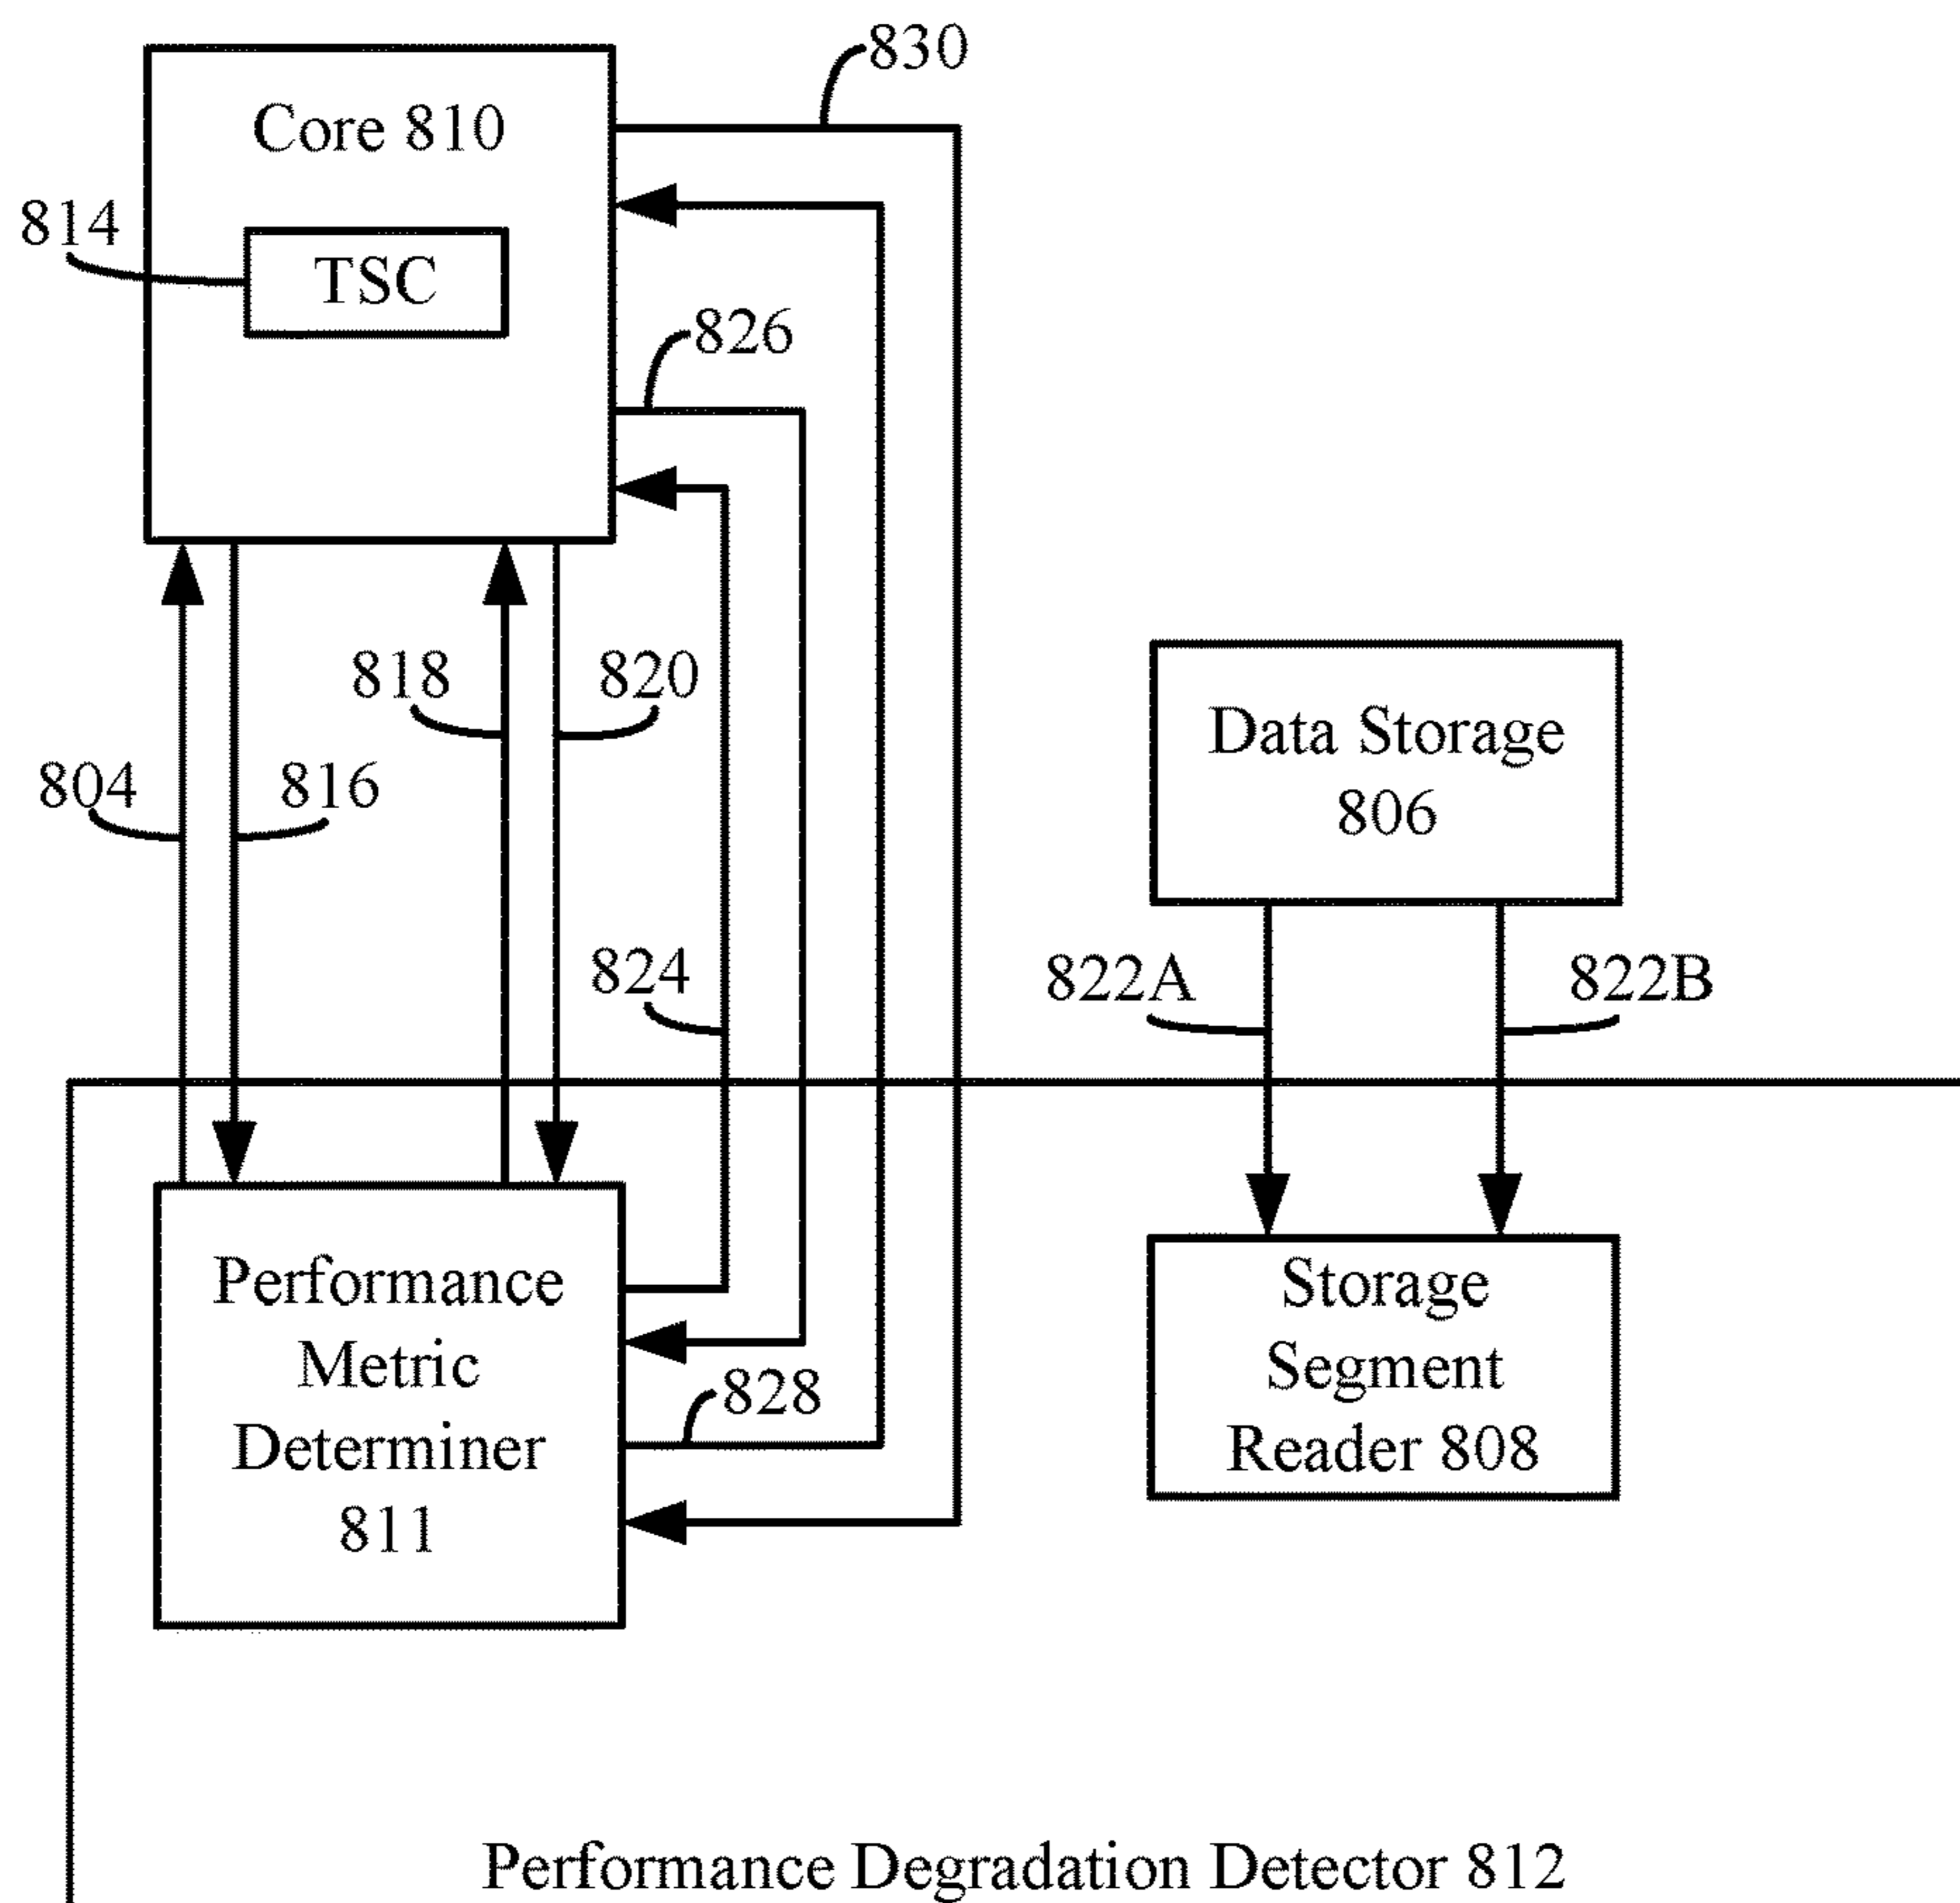 830
Core 810
814
TSC
826
818
820
804
816
Data Storage
806
824
822A
822B
Performance
Metric
Determiner
811
828
Storage
Segment
Reader 808
Performance Degradation Detector 812